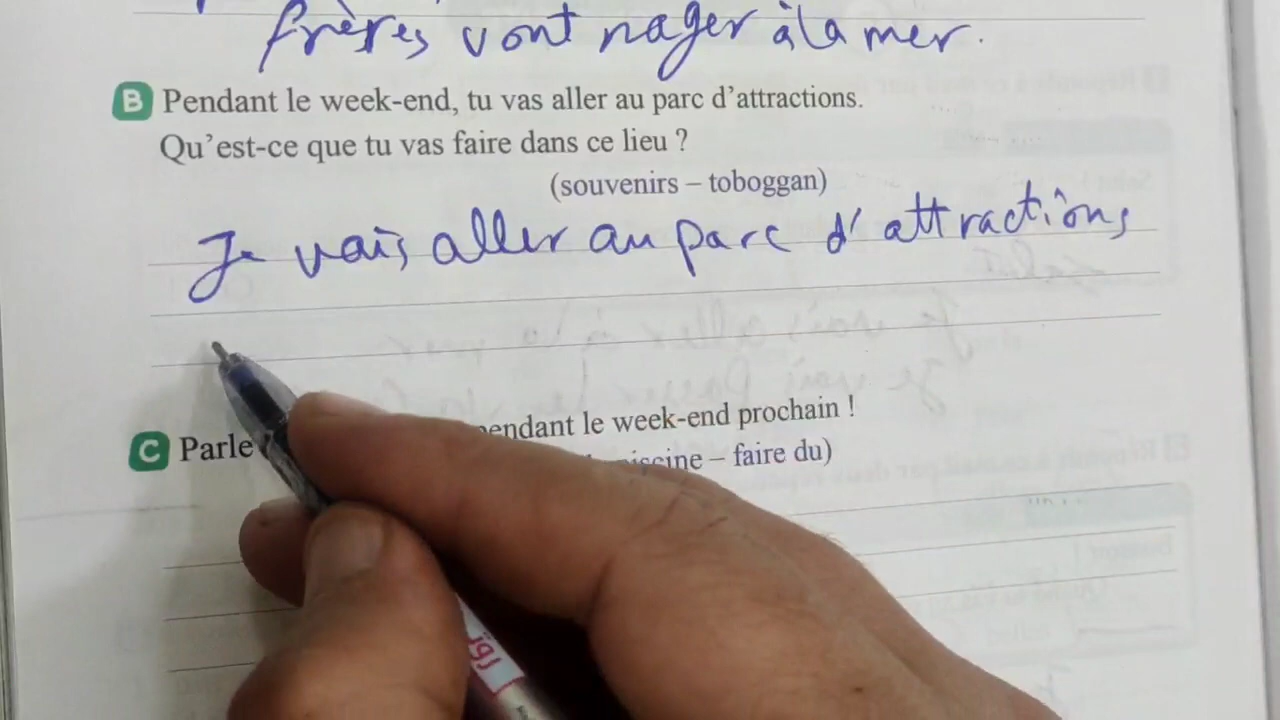 frères vont nager à la mer.
B Pendant le week-end, tu vas aller au parc d'attractions.
Qu'est-ce que tu vas faire dans ce lieu ?
(souvenirs – toboggan)
Je vais aller au parc d'attractions
C Parle pendant le week-end prochain !
piscine – faire du)